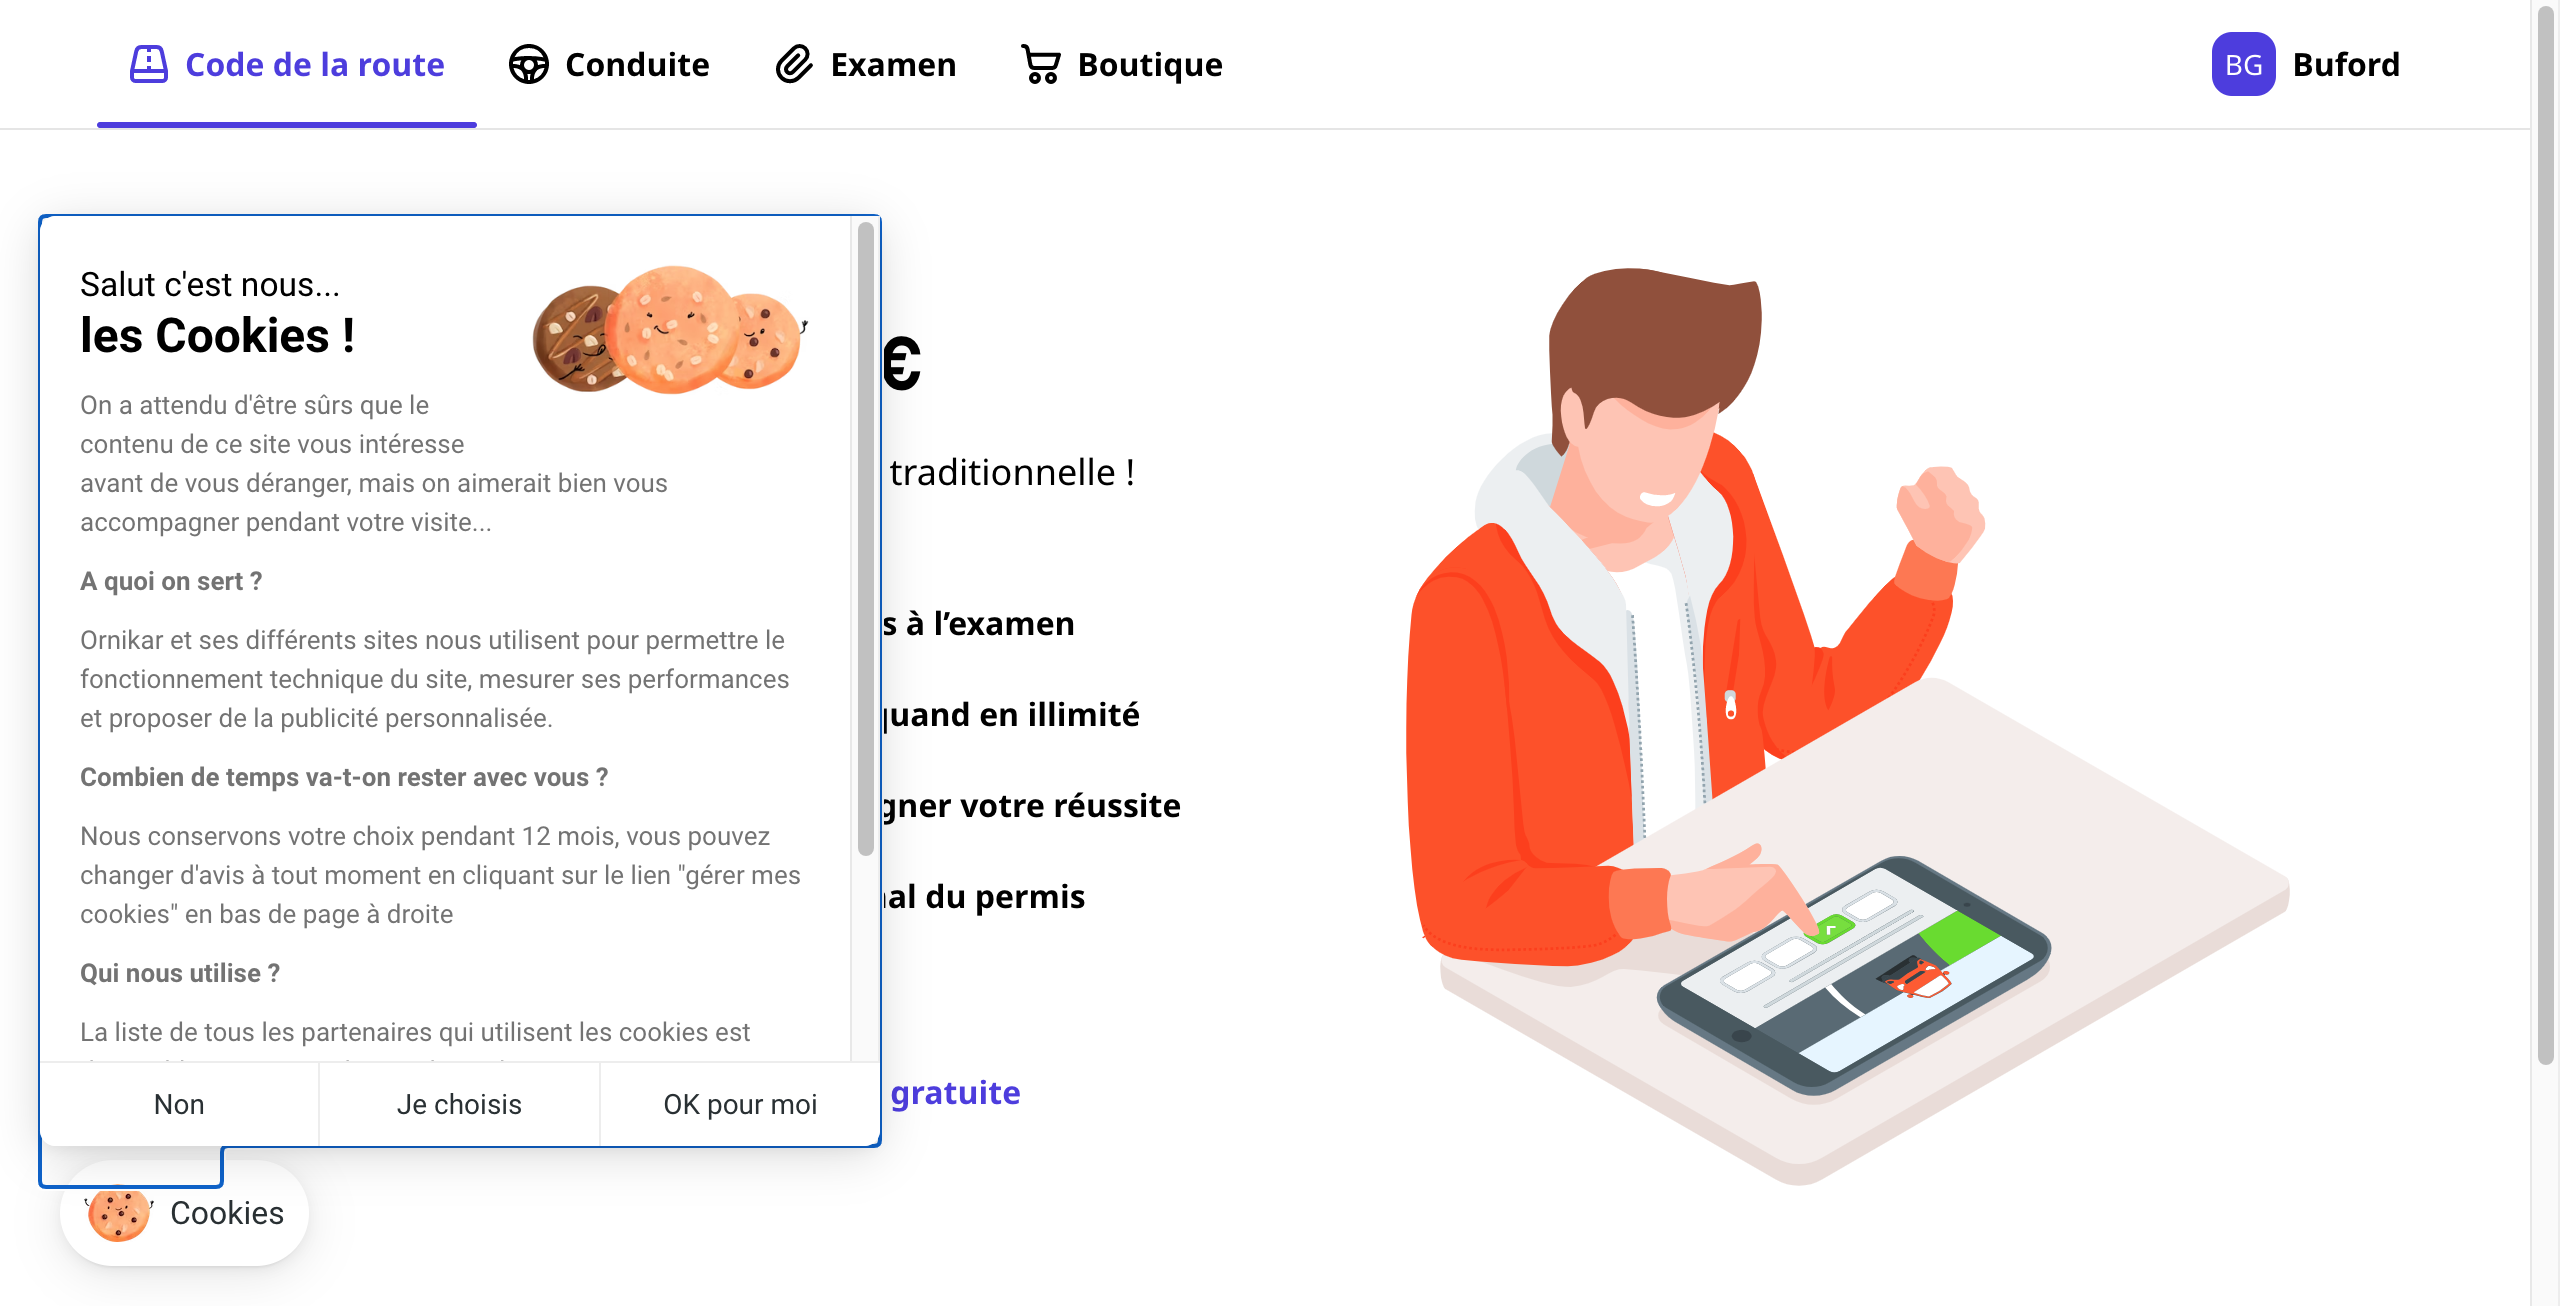 Code de la route
Conduite
Examen
Boutique
BG
Buford
Salut c'est nous...
les Cookies !
On a attendu d'être sûrs que le
contenu de ce site vous intéresse
avant de vous déranger, mais on aimerait bien vous
accompagner pendant votre visite...
A quoi on sert ?
Ornikar et ses différents sites nous utilisent pour permettre le
fonctionnement technique du site, mesurer ses performances
et proposer de la publicité personnalisée.
Combien de temps va-t-on rester avec vous ?
Nous conservons votre choix pendant 12 mois, vous pouvez
changer d'avis à tout moment en cliquant sur le lien "gérer mes
cookies" en bas de page à droite
Qui nous utilise ?
La liste de tous les partenaires qui utilisent les cookies est
Non
Je choisis
OK pour moi
Cookies
€
traditionnelle !
à l’examen
en illimité
votre réussite
du permis
gratuite